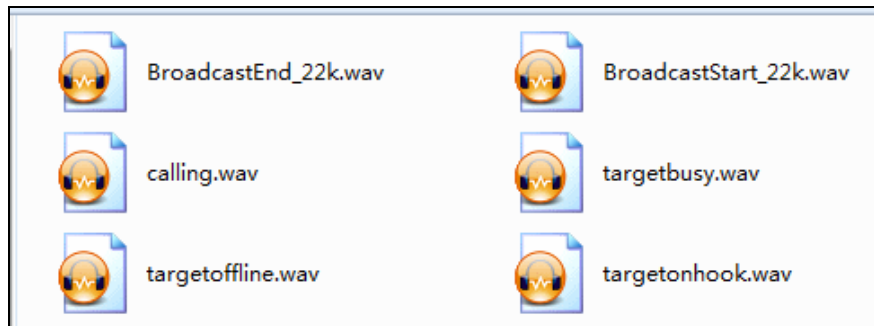 BroadcastEnd_22k.wav
BroadcastStart_22k.wav
calling.wav
targetbusy.wav
targetoffline.wav
targetonhook.wav